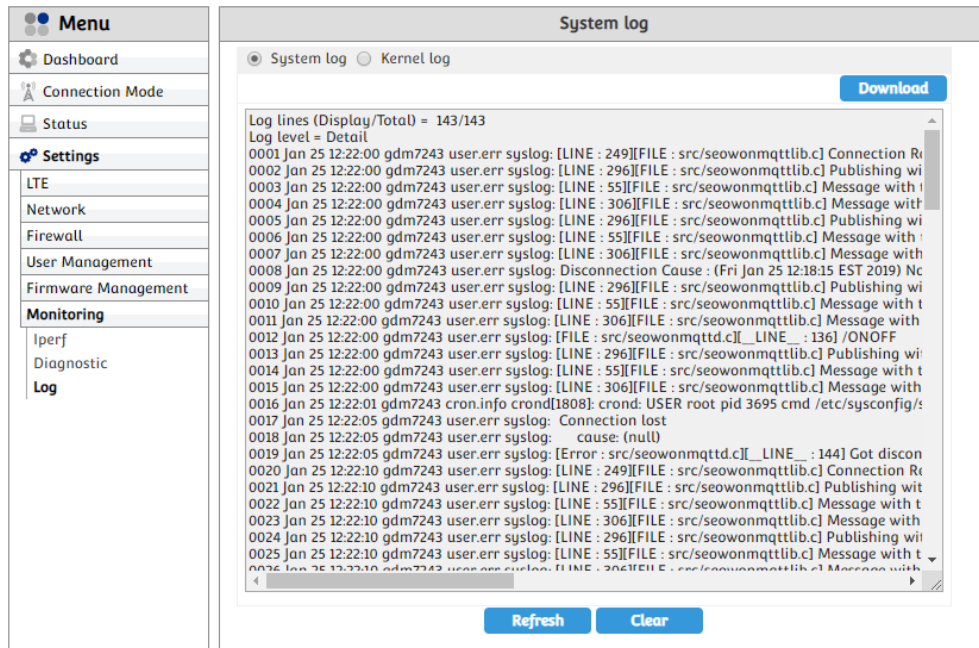 Menu
Dashboard
Connection Mode
Status
Settings
LTE
Network
Firewall
User Management
Firmware Management
Monitoring
Iperf
Diagnostic
Log
System log
System log
Kernel log
Download
Log lines (Display/Total) = 143/143
Log level = Detail
0001 Jan 25 12:22:00 gdm7243 user.err syslog: [LINE : 249][FILE : src/seowonmqttlib.c] Connection
0002 Jan 25 12:22:00 gdm7243 user.err syslog: [LINE : 296][FILE : src/seowonmqttlib.c] Publishing
0003 Jan 25 12:22:00 gdm7243 user.err syslog: [LINE : 55][FILE : src/seowonmqttlib.c] Message with
0004 Jan 25 12:22:00 gdm7243 user.err syslog: [LINE : 306][FILE : src/seowonmqttlib.c] Message with
0005 Jan 25 12:22:00 gdm7243 user.err syslog: [LINE : 296][FILE : src/seowonmqttlib.c] Publishing
0006 Jan 25 12:22:00 gdm7243 user.err syslog: [LINE : 55][FILE : src/seowonmqttlib.c] Message with
0007 Jan 25 12:22:00 gdm7243 user.err syslog: [LINE : 306][FILE : src/seowonmqttlib.c] Message with
0008 Jan 25 12:22:00 gdm7243 user.err syslog: Disconnection Cause : (Fri Jan 25 12:18:15 EST 2019) No
0009 Jan 25 12:22:00 gdm7243 user.err syslog: [LINE : 296][FILE : src/seowonmqttlib.c] Publishing
0010 Jan 25 12:22:00 gdm7243 user.err syslog: [LINE : 55][FILE : src/seowonmqttlib.c] Message with
0011 Jan 25 12:22:00 gdm7243 user.err syslog: [LINE : 306][FILE : src/seowonmqttlib.c] Message with
0012 Jan 25 12:22:00 gdm7243 user.err syslog: [FILE : src/seowonmqttd.c][__LINE__ : 136] /ONOFF
0013 Jan 25 12:22:00 gdm7243 user.err syslog: [LINE : 296][FILE : src/seowonmqttlib.c] Publishing
0014 Jan 25 12:22:00 gdm7243 user.err syslog: [LINE : 55][FILE : src/seowonmqttlib.c] Message with
0015 Jan 25 12:22:00 gdm7243 user.err syslog: [LINE : 306][FILE : src/seowonmqttlib.c] Message with
0016 Jan 25 12:22:01 gdm7243 cron.info crond[1808]: crond: USER root pid 3695 cmd /etc/sysconfig/
0017 Jan 25 12:22:05 gdm7243 user.err syslog: Connection lost
0018 Jan 25 12:22:05 gdm7243 user.err syslog: cause: (null)
0019 Jan 25 12:22:05 gdm7243 user.err syslog: [Error : src/seowonmqttd.c][__LINE__ : 144] Got discon
0020 Jan 25 12:22:10 gdm7243 user.err syslog: [LINE : 249][FILE : src/seowonmqttlib.c] Connection
0021 Jan 25 12:22:10 gdm7243 user.err syslog: [LINE : 296][FILE : src/seowonmqttlib.c] Publishing wit
0022 Jan 25 12:22:10 gdm7243 user.err syslog: [LINE : 55][FILE : src/seowonmqttlib.c] Message with t
0023 Jan 25 12:22:10 gdm7243 user.err syslog: [LINE : 306][FILE : src/seowonmqttlib.c] Message with
0024 Jan 25 12:22:10 gdm7243 user.err syslog: [LINE : 296][FILE : src/seowonmqttlib.c] Publishing wit
0025 Jan 25 12:22:10 gdm7243 user.err syslog: [LINE : 55][FILE : src/seowonmqttlib.c] Message with t
0026 Jan 25 12:22:10 gdm7243 user.err syslog: [LINE : 306][FILE : src/seowonmqttlib.c] Message with
Refresh
Clear